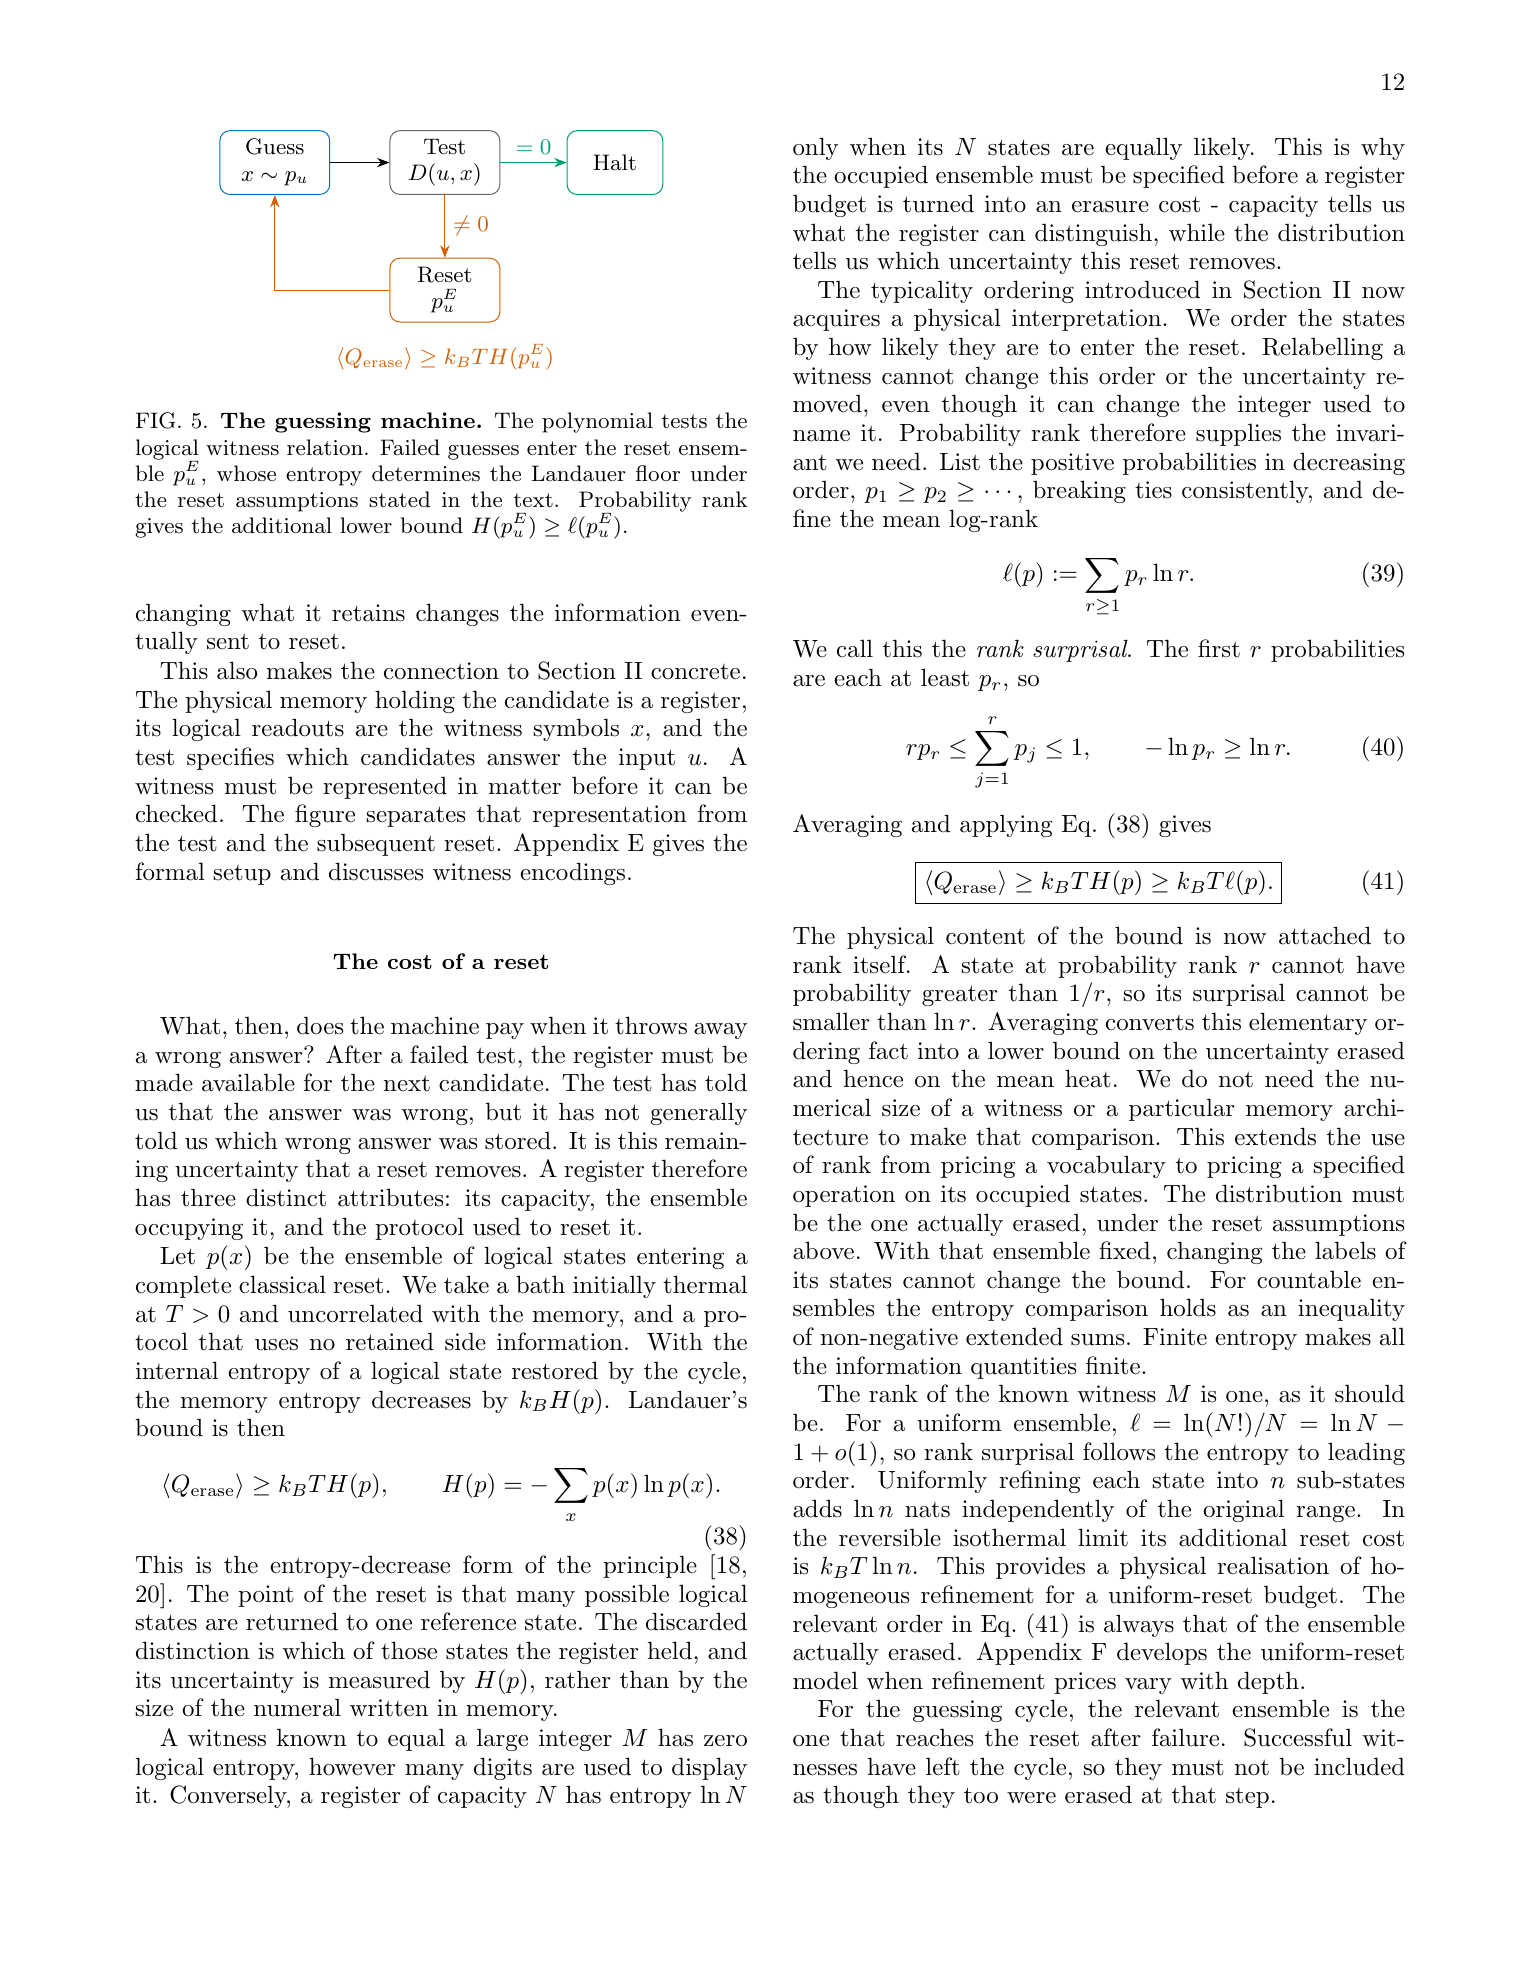 12
Guess
x ∼ p_u
Test
D(u, x)
= 0
Halt
≠ 0
Reset
p_u^E
⟨Q_erase⟩ ≥ k_B T H(p_u^E)
FIG. 5. The guessing machine. The polynomial tests the
logical witness relation. Failed guesses enter the reset ensem-
ble p_u^E, whose entropy determines the Landauer floor under
the reset assumptions stated in the text. Probability rank
gives the additional lower bound H(p_u^E) ≥ ℓ(p_u^E).
changing what it retains changes the information even-
tually sent to reset.
This also makes the connection to Section II concrete.
The physical memory holding the candidate is a register,
its logical readouts are the witness symbols x, and the
test specifies which candidates answer the input u. A
witness must be represented in matter before it can be
checked. The figure separates that representation from
the test and the subsequent reset. Appendix E gives the
formal setup and discusses witness encodings.
The cost of a reset
What, then, does the machine pay when it throws away
a wrong answer? After a failed test, the register must be
made available for the next candidate. The test has told
us that the answer was wrong, but it has not generally
told us which wrong answer was stored. It is this remain-
ing uncertainty that a reset removes. A register therefore
has three distinct attributes: its capacity, the ensemble
occupying it, and the protocol used to reset it.
Let p(x) be the ensemble of logical states entering a
complete classical reset. We take a bath initially thermal
at T > 0 and uncorrelated with the memory, and a pro-
tocol that uses no retained side information. With the
internal entropy of a logical state restored by the cycle,
the memory entropy decreases by k_B H(p). Landauer's
bound is then
⟨Q_erase⟩ ≥ k_B T H(p), H(p) = − ∑_x p(x) ln p(x).
(38)
This is the entropy-decrease form of the principle [18,
20]. The point of the reset is that many possible logical
states are returned to one reference state. The discarded
distinction is which of those states the register held, and
its uncertainty is measured by H(p), rather than by the
size of the numeral written in memory.
A witness known to equal a large integer M has zero
logical entropy, however many digits are used to display
it. Conversely, a register of capacity N has entropy ln N
only when its N states are equally likely. This is why
the occupied ensemble must be specified before a register
budget is turned into an erasure cost - capacity tells us
what the register can distinguish, while the distribution
tells us which uncertainty this reset removes.
The typicality ordering introduced in Section II now
acquires a physical interpretation. We order the states
by how likely they are to enter the reset. Relabelling a
witness cannot change this order or the uncertainty re-
moved, even though it can change the integer used to
name it. Probability rank therefore supplies the invari-
ant we need. List the positive probabilities in decreasing
order, p_1 ≥ p_2 ≥ ⋯, breaking ties consistently, and de-
fine the mean log-rank
ℓ(p) := ∑_{r≥1} p_r ln r. (39)
We call this the rank surprisal. The first r probabilities
are each at least p_r, so
r p_r ≤ ∑_{j=1}^{r} p_j ≤ 1, − ln p_r ≥ ln r. (40)
Averaging and applying Eq. (38) gives
⟨Q_erase⟩ ≥ k_B T H(p) ≥ k_B T ℓ(p). (41)
The physical content of the bound is now attached to
rank itself. A state at probability rank r cannot have
probability greater than 1/r, so its surprisal cannot be
smaller than ln r. Averaging converts this elementary or-
dering fact into a lower bound on the uncertainty erased
and hence on the mean heat. We do not need the nu-
merical size of a witness or a particular memory archi-
tecture to make that comparison. This extends the use
of rank from pricing a vocabulary to pricing a specified
operation on its occupied states. The distribution must
be the one actually erased, under the reset assumptions
above. With that ensemble fixed, changing the labels of
its states cannot change the bound. For countable en-
sembles the entropy comparison holds as an inequality
of non-negative extended sums. Finite entropy makes all
the information quantities finite.
The rank of the known witness M is one, as it should
be. For a uniform ensemble, ℓ = ln(N!)/N = ln N −
1 + o(1), so rank surprisal follows the entropy to leading
order. Uniformly refining each state into n sub-states
adds ln n nats independently of the original range. In
the reversible isothermal limit its additional reset cost
is k_B T ln n. This provides a physical realisation of ho-
mogeneous refinement for a uniform-reset budget. The
relevant order in Eq. (41) is always that of the ensemble
actually erased. Appendix F develops the uniform-reset
model when refinement prices vary with depth.
For the guessing cycle, the relevant ensemble is the
one that reaches the reset after failure. Successful wit-
nesses have left the cycle, so they must not be included
as though they too were erased at that step.